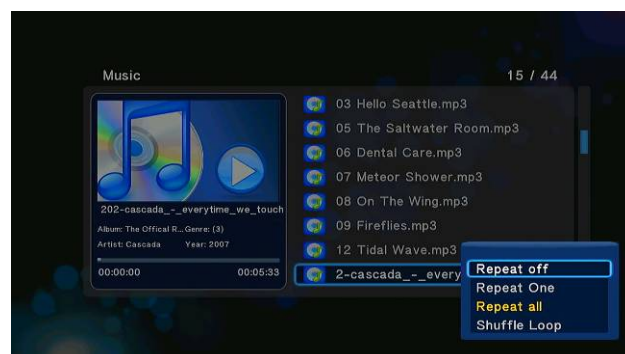 Music
15 / 44
202-cascada_-_everytime_we_touch
Album: The Offical R... Genre: (3)
Artist: Cascada Year: 2007
00:00:00 00:05:33
03 Hello Seattle.mp3
05 The Saltwater Room.mp3
06 Dental Care.mp3
07 Meteor Shower.mp3
08 On The Wing.mp3
09 Fireflies.mp3
12 Tidal Wave.mp3
2-cascada_-_every
Repeat off
Repeat One
Repeat all
Shuffle Loop